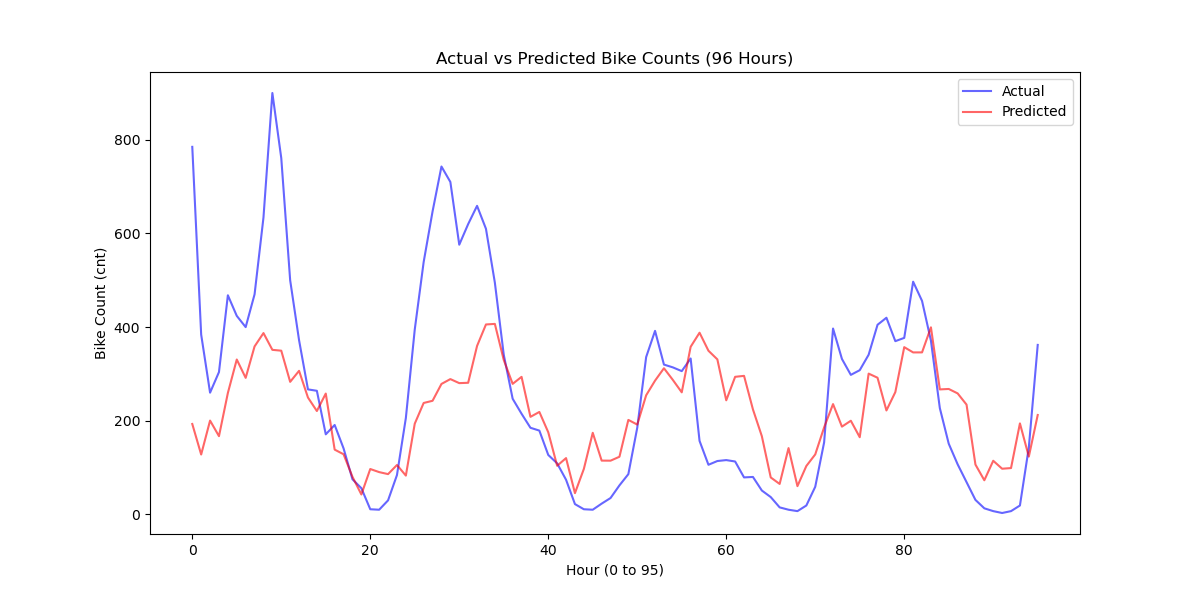 Actual vs Predicted Bike Counts (96 Hours)
Actual
Predicted
Bike Count (cnt)
800
600
400
200
0
0 20 40 60 80
Hour (0 to 95)